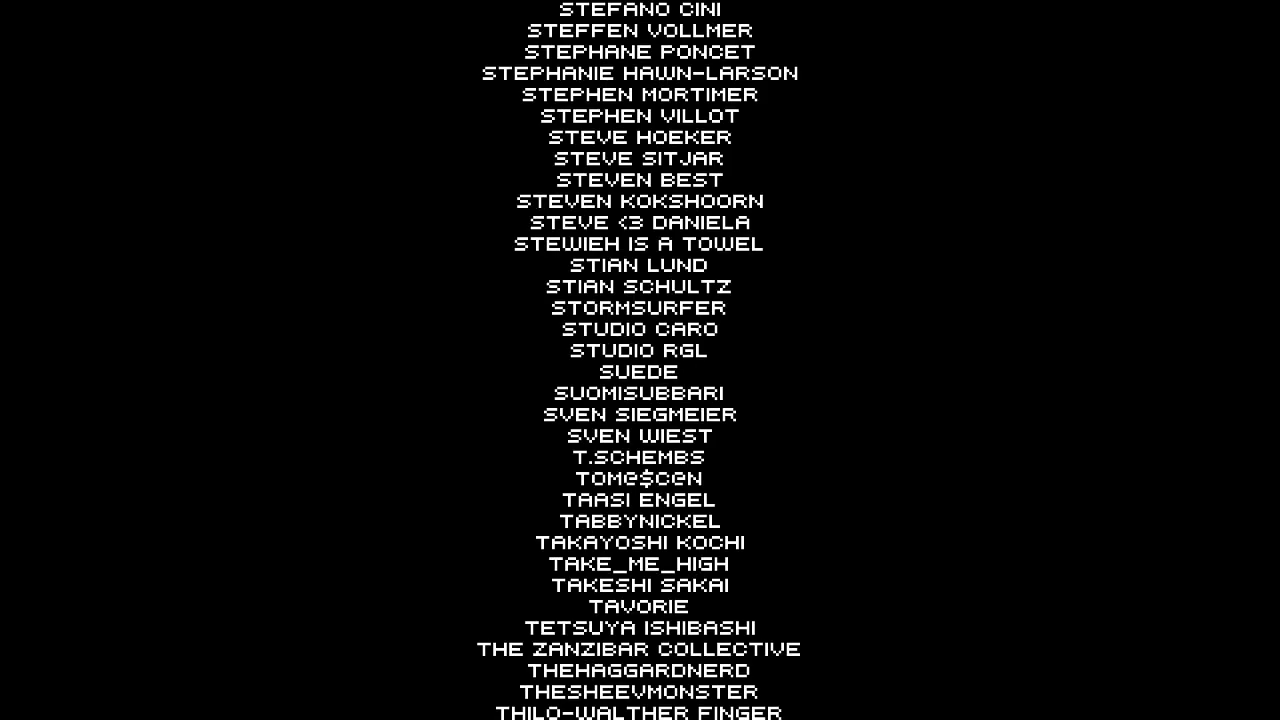 STEFANO CINI
STEFFEN VOLLMER
STEPHANE PONCET
STEPHANIE HAWN-LARSON
STEPHEN MORTIMER
STEPHEN VILLOT
STEVE HOEKER
STEVE SITJAR
STEVEN BEST
STEVEN KOKSHOORN
STEVE <3 DANIELA
STEWIEH IS A TOWEL
STIAN LUND
STIAN SCHULTZ
STORMSURFER
STUDIO CARO
STUDIO RGL
SUEDE
SUOMISUBBARI
SVEN SIEGMEIER
SVEN WIEST
T.SCHEMBS
TOM@$C@N
TAASI ENGEL
TABBYNICKEL
TAKAYOSHI KOCHI
TAKE_ME_HIGH
TAKESHI SAKAI
TAVORIE
TETSUYA ISHIBASHI
THE ZANZIBAR COLLECTIVE
THEHAGGARDNERD
THESHEEVMONSTER
THILO-WALTHER FINGER